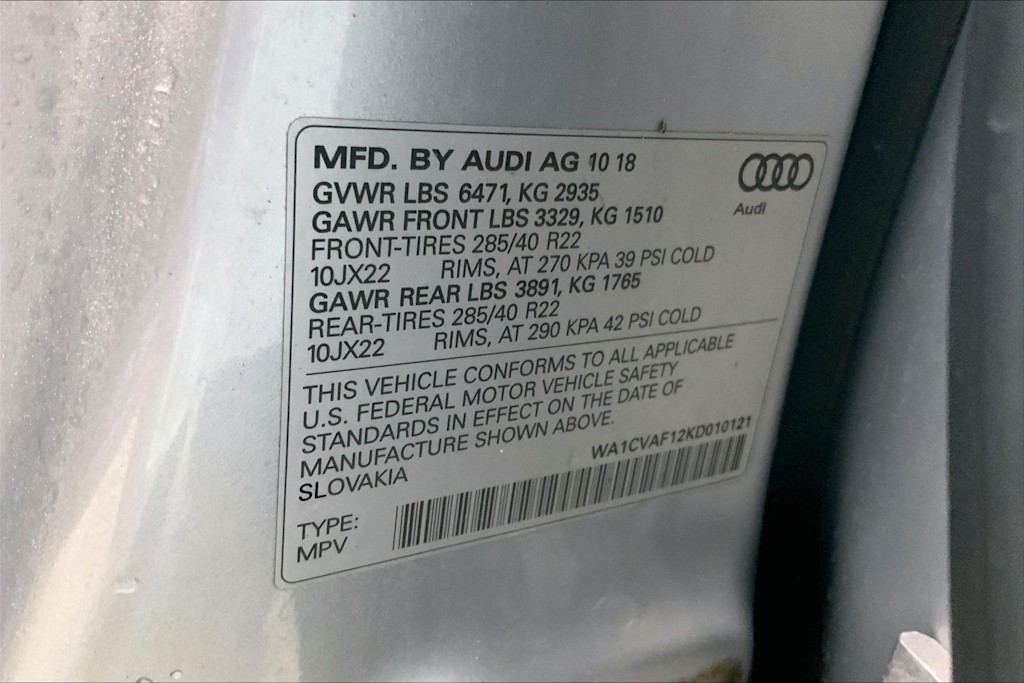 MFD. BY AUDI AG 10 18
GVWR LBS 6471, KG 2935
GAWR FRONT LBS 3329, KG 1510
FRONT-TIRES 285/40 R22
10JX22 RIMS, AT 270 KPA 39 PSI COLD
GAWR REAR LBS 3891, KG 1765
REAR-TIRES 285/40 R22
10JX22 RIMS, AT 290 KPA 42 PSI COLD
Audi
THIS VEHICLE CONFORMS TO ALL APPLICABLE
U.S. FEDERAL MOTOR VEHICLE SAFETY
STANDARDS IN EFFECT ON THE DATE OF
MANUFACTURE SHOWN ABOVE.
SLOVAKIA
WA1CVAF12KD010121
TYPE:
MPV